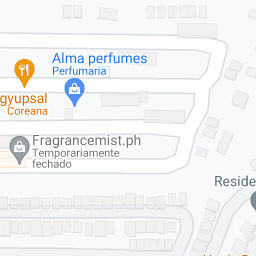 Alma perfumes
Perfumaria
gyupsal
Coreana
Fragrancemist.ph
Temporariamente
fechado
Reside